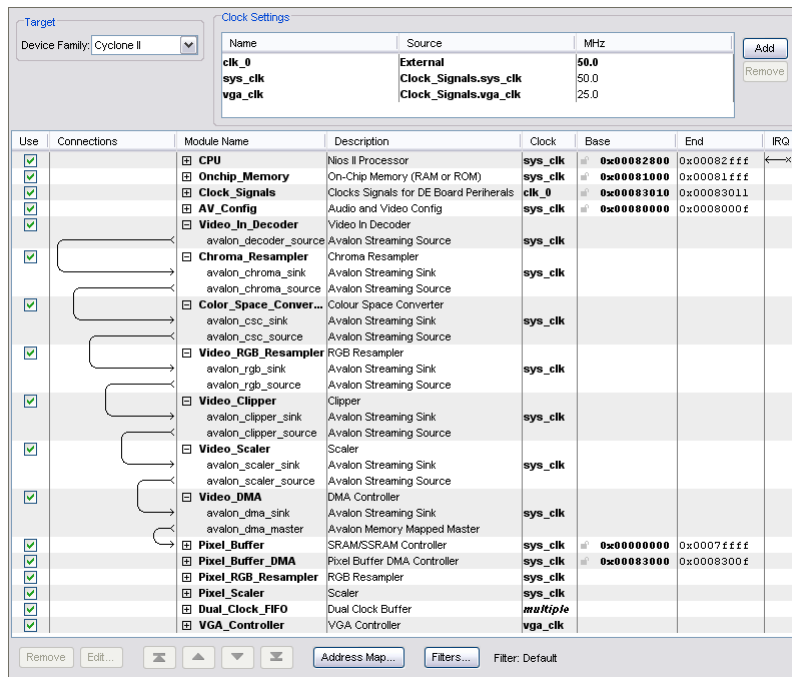 Target
Device Family: Cyclone II
Clock Settings
Name Source MHz
clk_0 External 50.0
sys_clk Clock_Signals.sys_clk 50.0
vga_clk Clock_Signals.vga_clk 25.0
Add
Remove
Use Connections Module Name Description Clock Base End IRQ
CPU Nios II Processor sys_clk 0x00082800 0x00082fff
Onchip_Memory On-Chip Memory (RAM or ROM) sys_clk 0x00081000 0x00081fff
Clock_Signals Clocks Signals for DE Board Periherals clk_0 0x00083010 0x00083011
AV_Config Audio and Video Config sys_clk 0x00080000 0x0008000f
Video_In_Decoder Video In Decoder
avalon_decoder_source Avalon Streaming Source sys_clk
Chroma_Resampler Chroma Resampler
avalon_chroma_sink Avalon Streaming Sink sys_clk
avalon_chroma_source Avalon Streaming Source
Color_Space_Conver... Colour Space Converter
avalon_csc_sink Avalon Streaming Sink sys_clk
avalon_csc_source Avalon Streaming Source
Video_RGB_Resampler RGB Resampler
avalon_rgb_sink Avalon Streaming Sink sys_clk
avalon_rgb_source Avalon Streaming Source
Video_Clipper Clipper
avalon_clipper_sink Avalon Streaming Sink sys_clk
avalon_clipper_source Avalon Streaming Source
Video_Scaler Scaler
avalon_scaler_sink Avalon Streaming Sink sys_clk
avalon_scaler_source Avalon Streaming Source
Video_DMA DMA Controller
avalon_dma_sink Avalon Streaming Sink sys_clk
avalon_dma_master Avalon Memory Mapped Master
Pixel_Buffer SRAM/SSRAM Controller sys_clk 0x00000000 0x0007ffff
Pixel_Buffer_DMA Pixel Buffer DMA Controller sys_clk 0x00083000 0x0008300f
Pixel_RGB_Resampler RGB Resampler sys_clk
Pixel_Scaler Scaler sys_clk
Dual_Clock_FIFO Dual Clock Buffer multiple
VGA_Controller VGA Controller vga_clk
Remove Edit... Address Map... Filters... Filter: Default